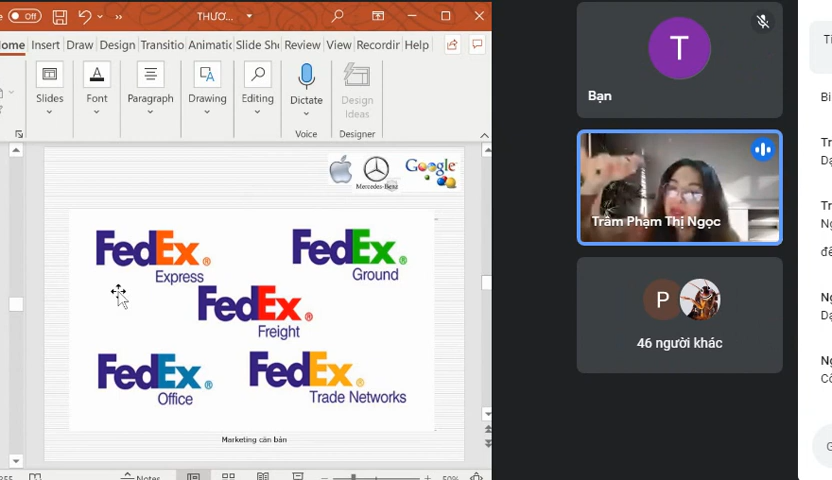 Off
THƯƠ...
Home Insert Draw Design Transitio Animatic Slide Sh Review View Recordir Help
Slides
Font
Paragraph
Drawing
Editing
Dictate
Design
Ideas
Voice
Designer
Mercedes-Benz
Google
FedEx®
Express
FedEx®
Ground
FedEx®
Freight
FedEx®
Office
FedEx®
Trade Networks
Marketing căn bản
Notes
50%
T
Bạn
Trâm Phạm Thị Ngọc
P
46 người khác